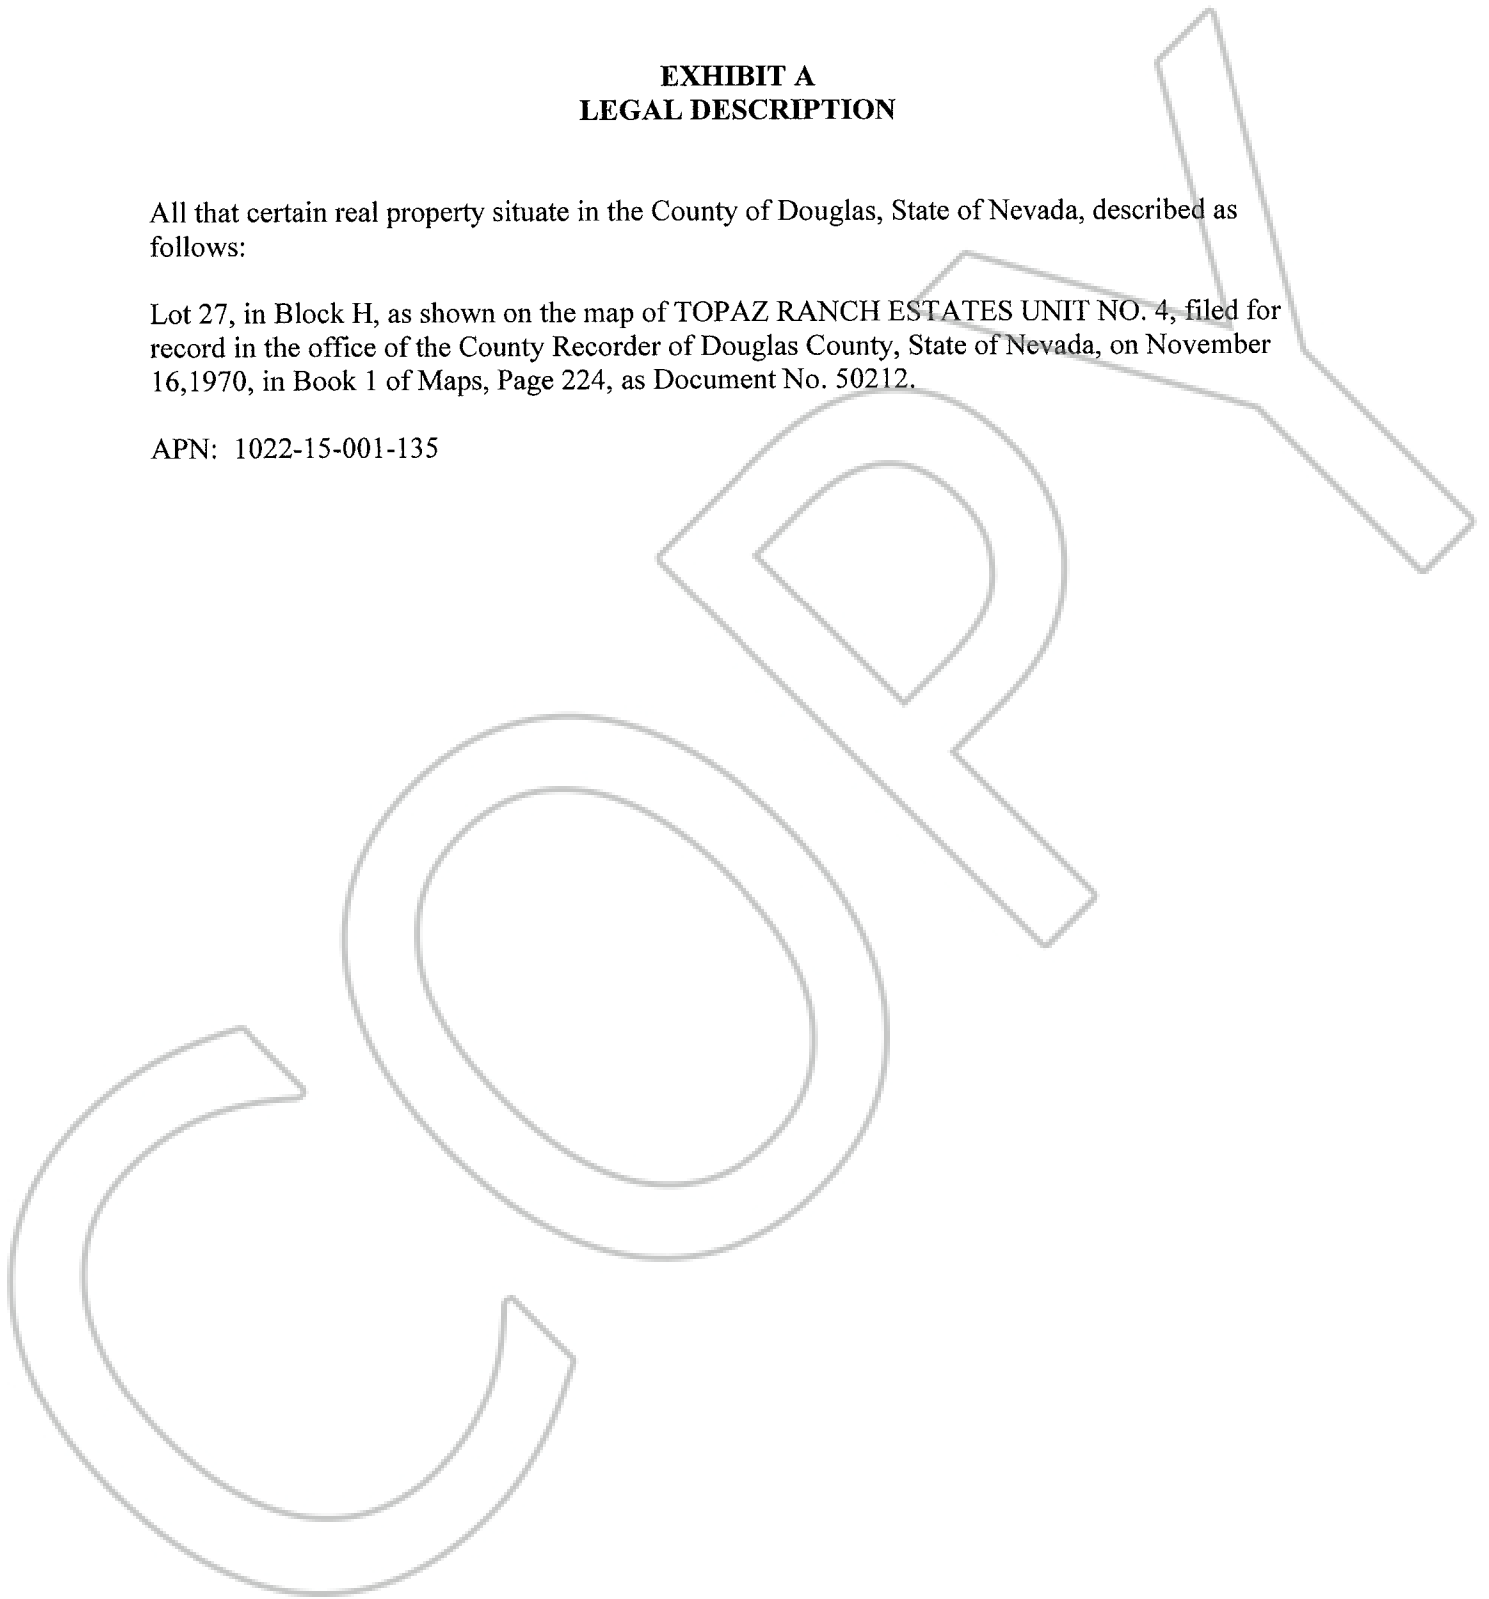 EXHIBIT A
LEGAL DESCRIPTION
All that certain real property situate in the County of Douglas, State of Nevada, described as
follows:
Lot 27, in Block H, as shown on the map of TOPAZ RANCH ESTATES UNIT NO. 4, filed for
record in the office of the County Recorder of Douglas County, State of Nevada, on November
16,1970, in Book 1 of Maps, Page 224, as Document No. 50212.
APN: 1022-15-001-135
COPY